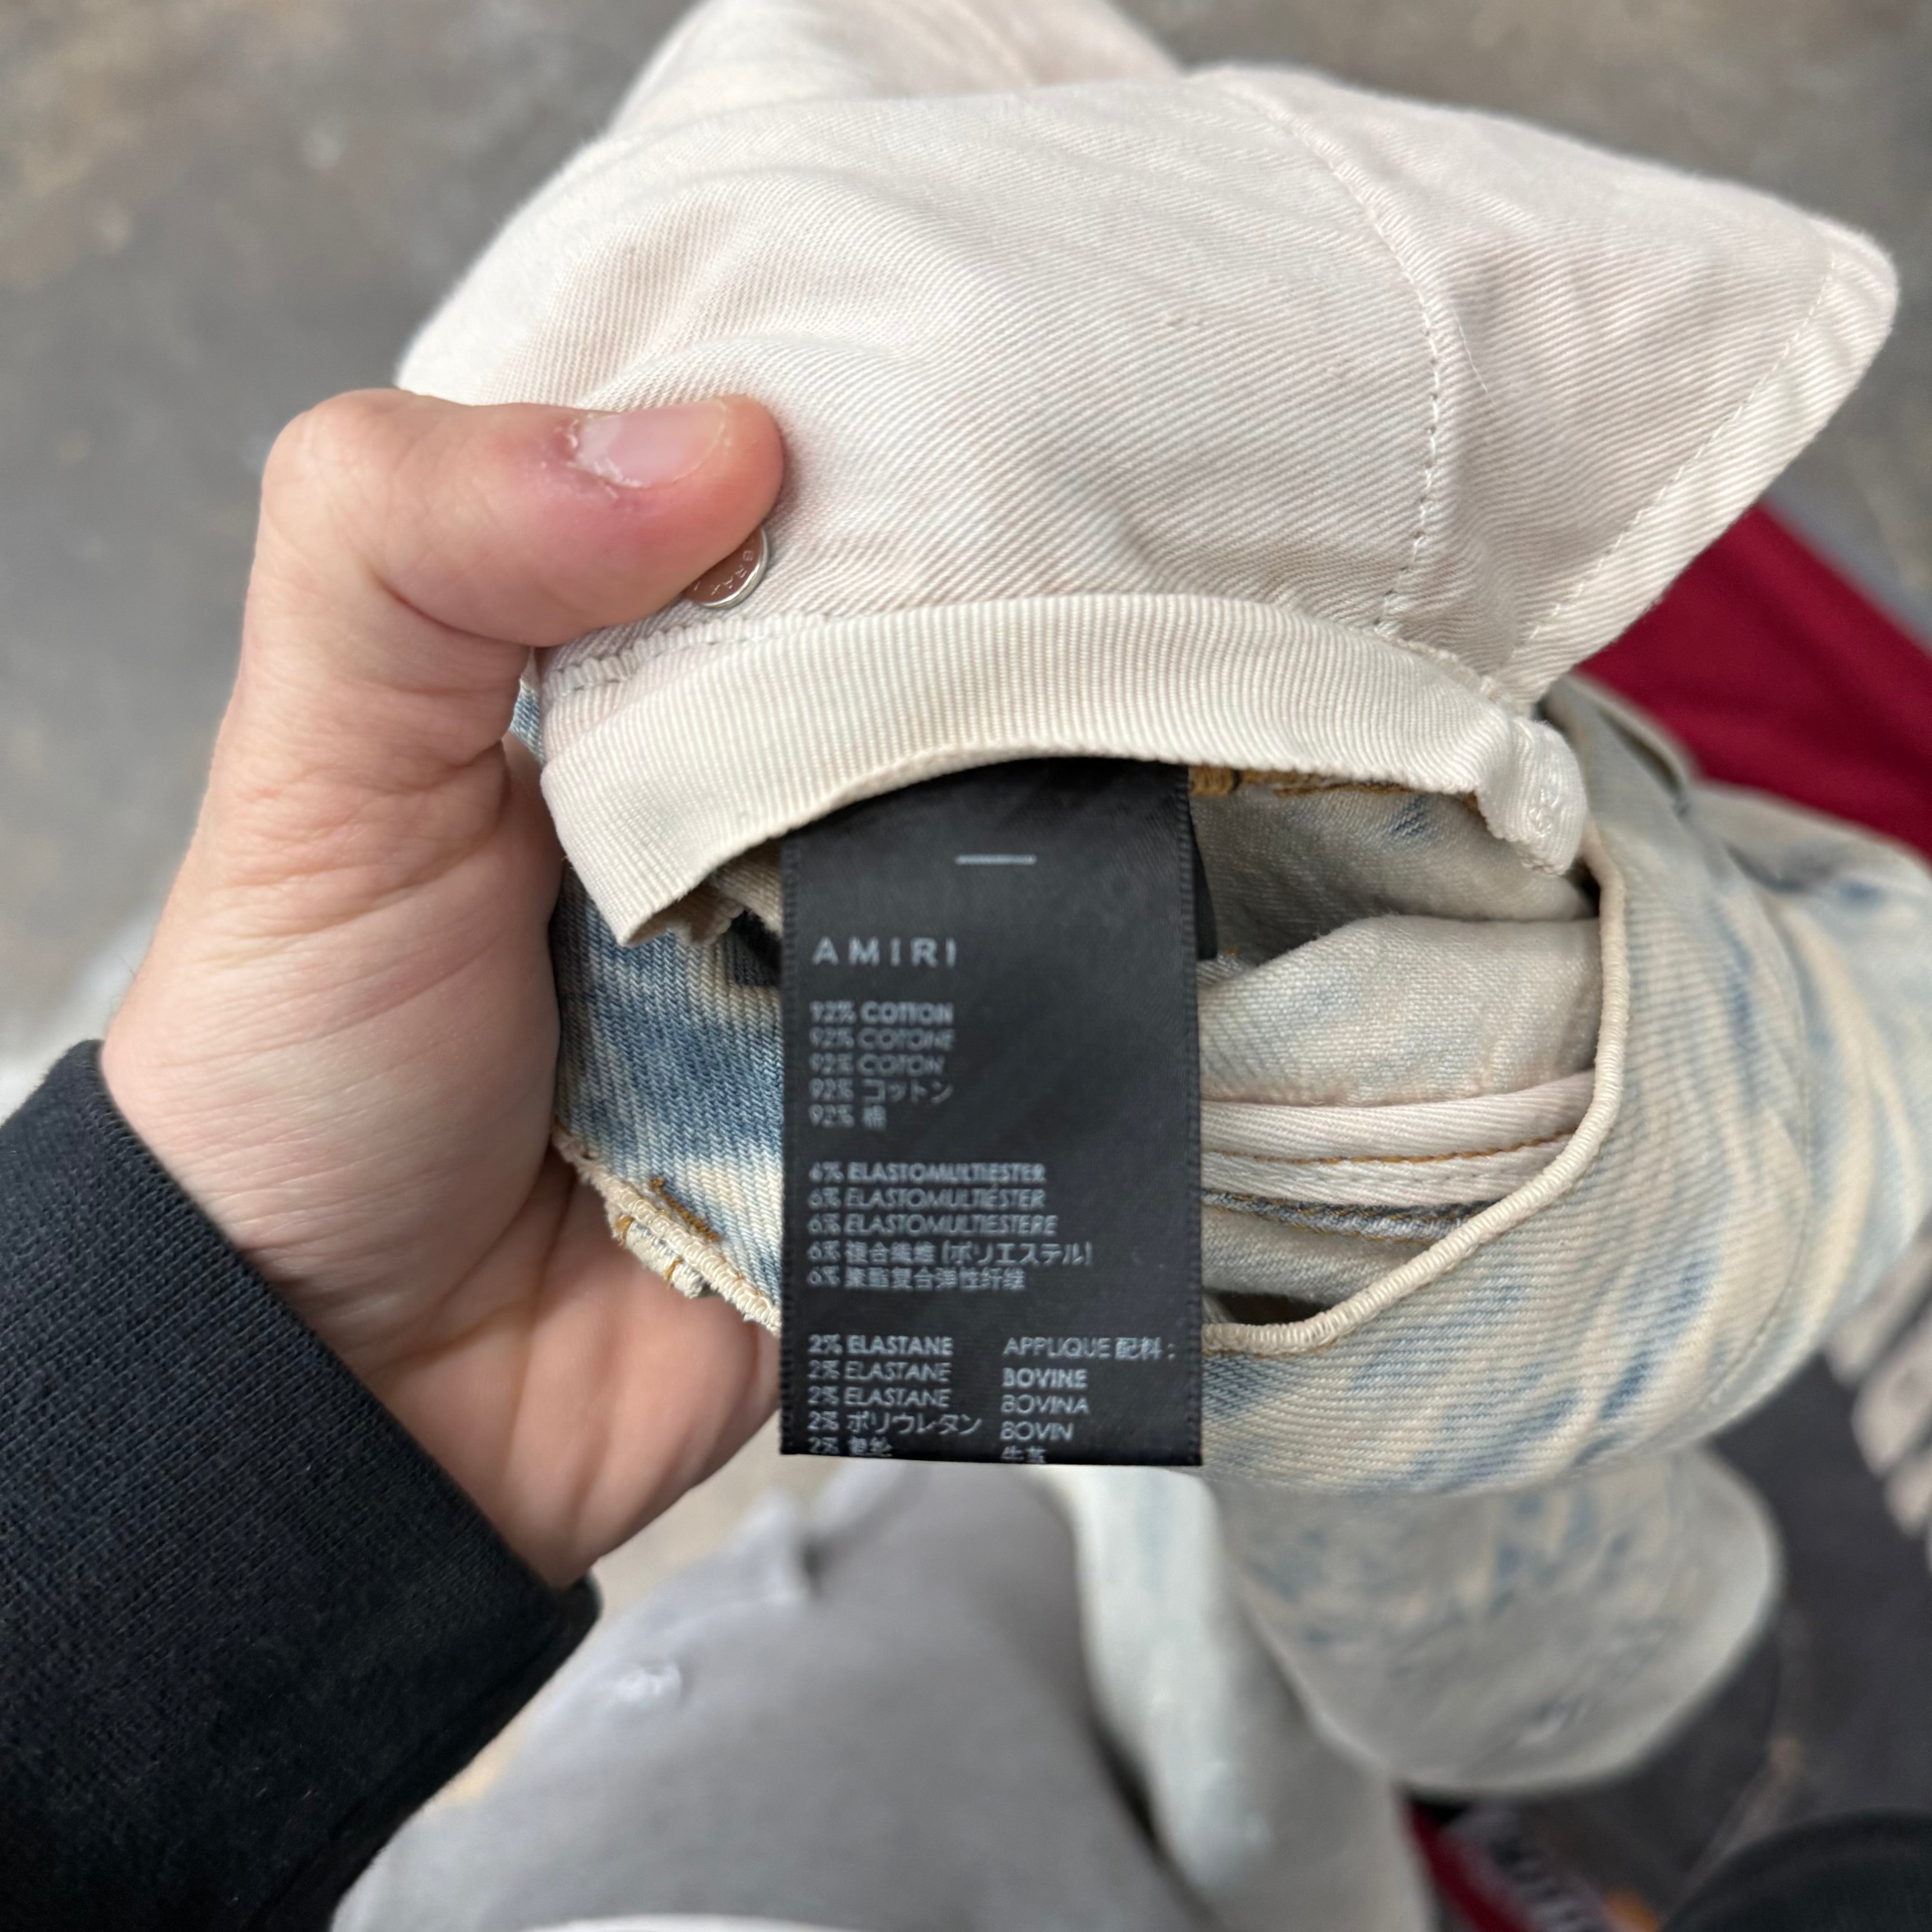 AMIRI
92% COTTON
92% COTONE
92% COTON
92% コットン
92% 棉
6% ELASTOMULTIESTER
6% ELASTOMULTIESTER
6% ELASTOMULTIESTERE
6% 複合繊維 (ポリエステル)
6% 聚酯复合弹性纤维
2% ELASTANE
2% ELASTANE
2% ELASTANE
2% ポリウレタン
2%
APPLIQUE 配料 :
BOVINE
BOVINA
BOVIN
牛革